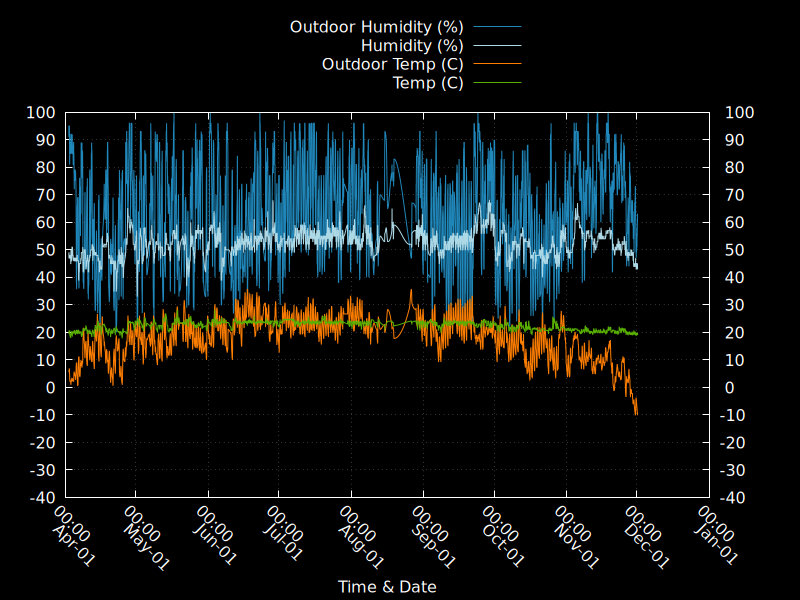 Outdoor Humidity (%)
Humidity (%)
Outdoor Temp (C)
Temp (C)
100 100
90 90
80 80
70 70
60 60
50 50
40 40
30 30
20 20
10 10
0 0
-10 -10
-20 -20
-30 -30
-40 -40
00:00 Apr-01
00:00 May-01
00:00 Jun-01
00:00 Jul-01
00:00 Aug-01
00:00 Sep-01
00:00 Oct-01
00:00 Nov-01
00:00 Dec-01
00:00 Jan-01
Time & Date